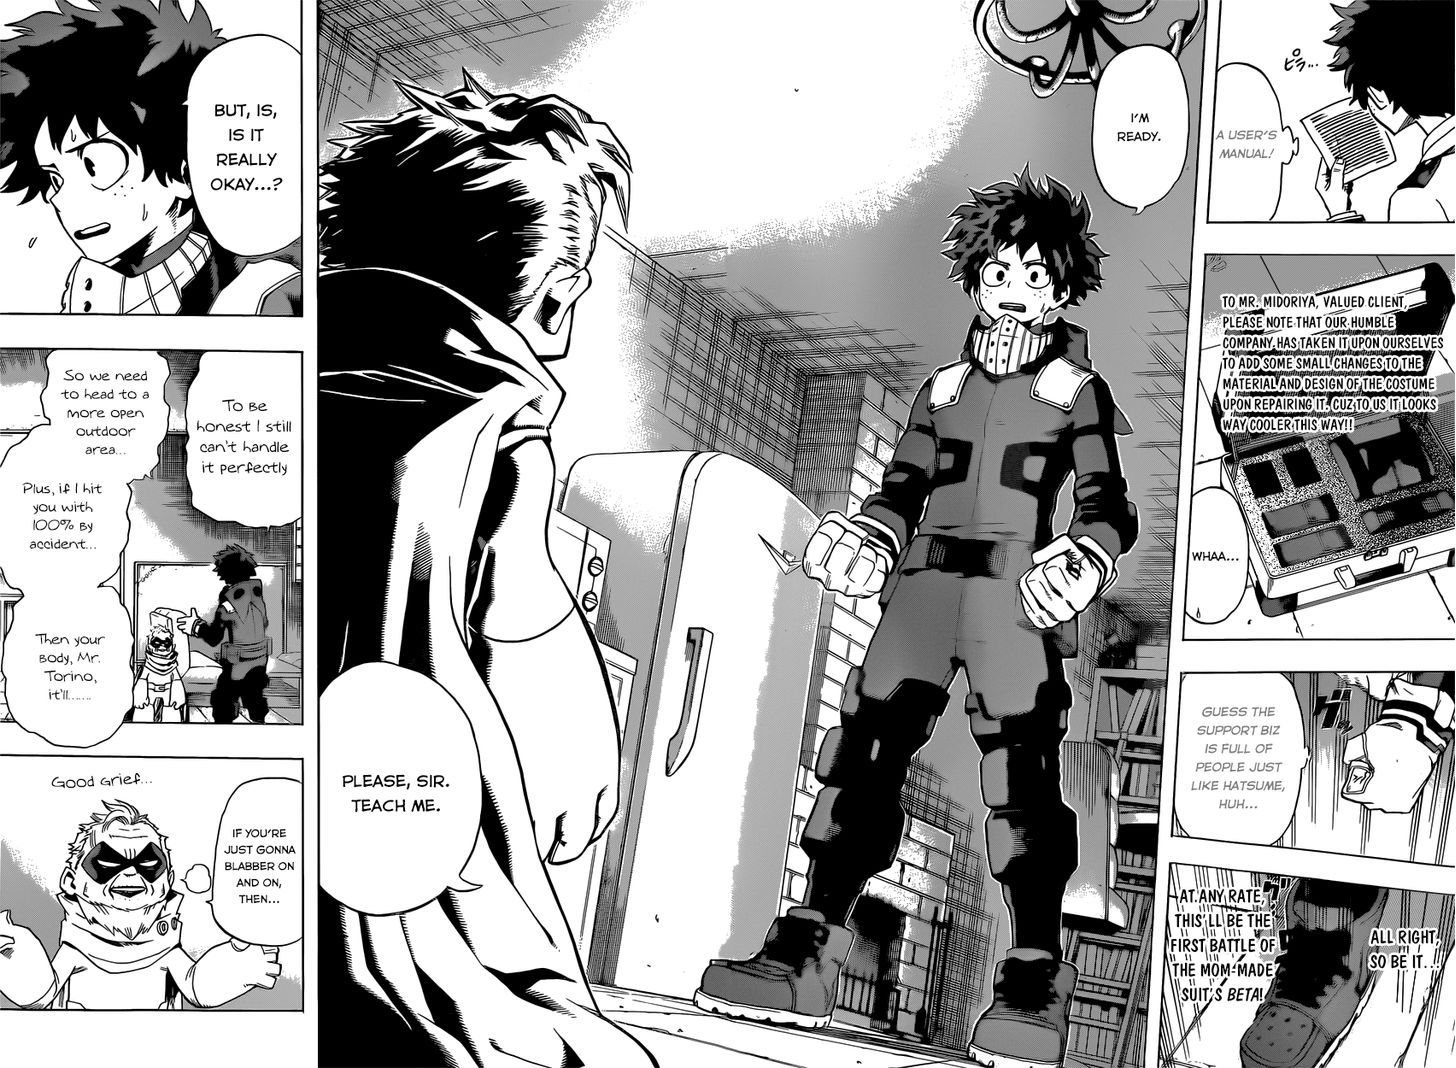 ピラ...
A USER'S
MANUAL!
TO MR. MIDORIYA, VALUED CLIENT,
PLEASE NOTE THAT OUR HUMBLE
COMPANY HAS TAKEN IT UPON OURSELVES
TO ADD SOME SMALL CHANGES TO THE
MATERIAL AND DESIGN OF THE COSTUME
UPON REPAIRING IT. CUZ TO US IT LOOKS
WAY COOLER THIS WAY!!
WHAA...
GUESS THE
SUPPORT BIZ
IS FULL OF
PEOPLE JUST
LIKE HATSUME,
HUH...
ALL RIGHT,
SO BE IT...
AT ANY RATE,
THIS'LL BE THE
FIRST BATTLE OF
THE MOM-MADE
SUIT'S BETA!
I'M
READY.
PLEASE, SIR.
TEACH ME.
BUT, IS,
IS IT
REALLY
OKAY...?
To be
honest I still
can't handle
it perfectly
So we need
to head to a
more open
outdoor
area...
Plus, if I hit
you with
100% by
accident...
Then your
body, Mr.
Torino,
it'll.......
IF YOU'RE
JUST GONNA
BLABBER ON
AND ON,
THEN...
Good grief...